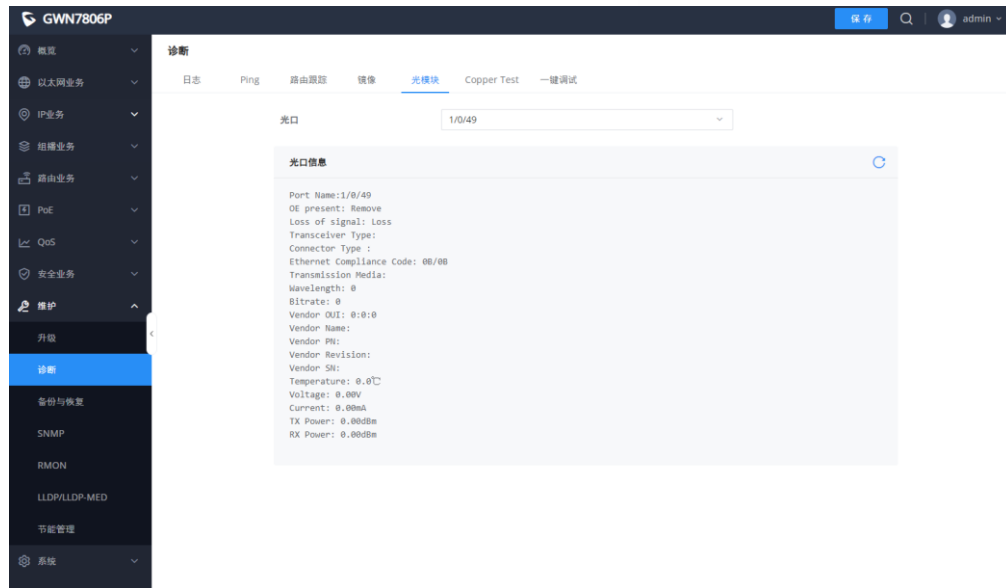 GWN7806P
保存
admin
概览
以太网业务
IP业务
组播业务
路由业务
PoE
QoS
安全业务
维护
升级
诊断
备份与恢复
SNMP
RMON
LLDP/LLDP-MED
节能管理
系统
诊断
日志 Ping 路由跟踪 镜像 光模块 Copper Test 一键调试
光口 1/0/49
光口信息
Port Name:1/0/49
OE present: Remove
Loss of signal: Loss
Transceiver Type:
Connector Type :
Ethernet Compliance Code: 0B/0B
Transmission Media:
Wavelength: 0
Bitrate: 0
Vendor OUI: 0:0:0
Vendor Name:
Vendor PN:
Vendor Revision:
Vendor SN:
Temperature: 0.0℃
Voltage: 0.00V
Current: 0.00mA
TX Power: 0.00dBm
RX Power: 0.00dBm